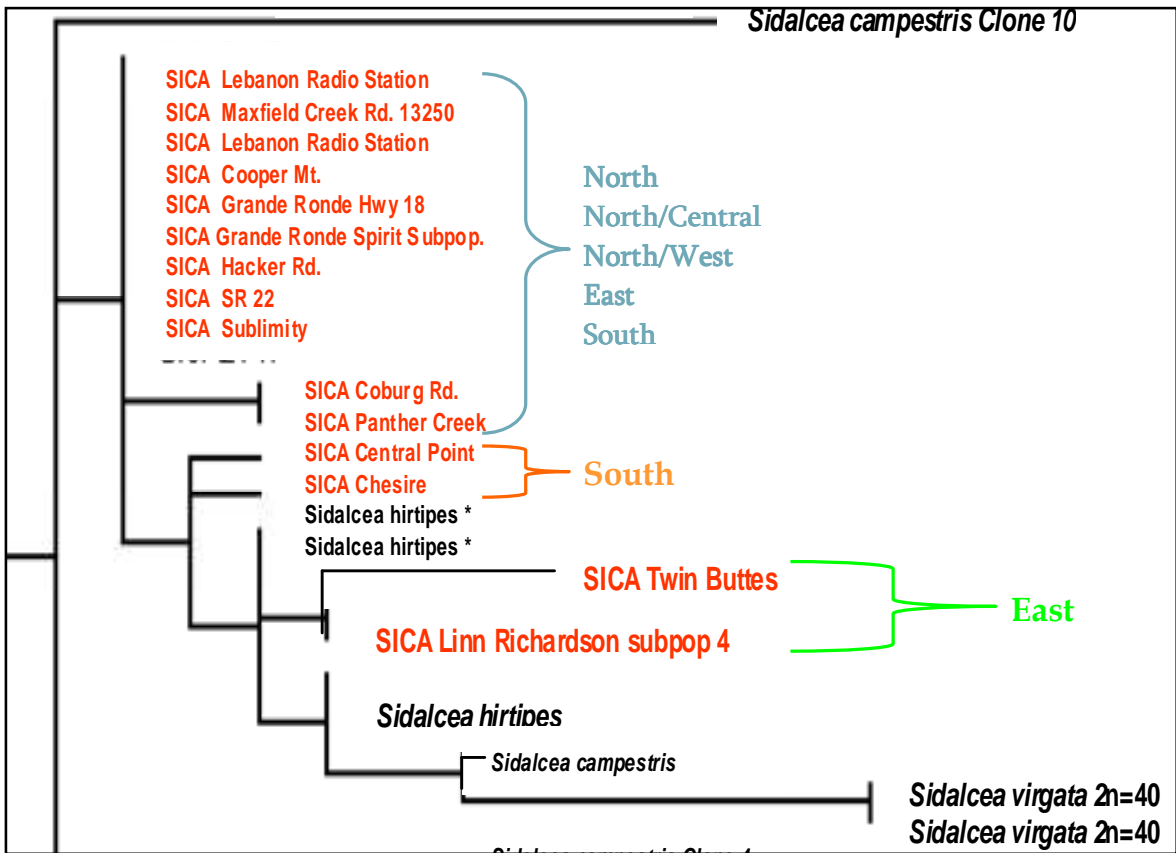 Sidalcea campestris Clone 10
SICA Lebanon Radio Station
SICA Maxfield Creek Rd. 13250
SICA Lebanon Radio Station
SICA Cooper Mt.
SICA Grande Ronde Hwy 18
SICA Grande Ronde Spirit Subpop.
SICA Hacker Rd.
SICA SR 22
SICA Sublimity
North
North/Central
North/West
East
South
SICA Coburg Rd.
SICA Panther Creek
SICA Central Point
SICA Chesire
South
Sidalcea hirtipes *
Sidalcea hirtipes *
SICA Twin Buttes
SICA Linn Richardson subpop 4
East
Sidalcea hirtipes
Sidalcea campestris
Sidalcea virgata 2n=40
Sidalcea virgata 2n=40